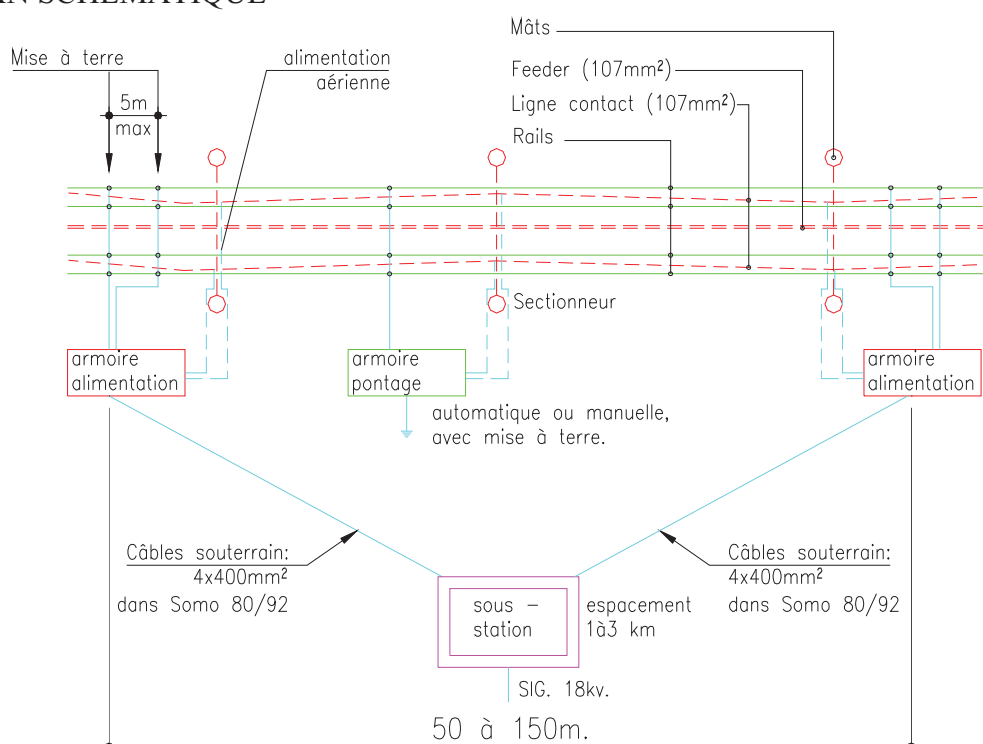 AN SCHEMATIQUE
Mâts
Mise à terre
alimentation
aérienne
Feeder (107mm²)
Ligne contact (107mm²)
5m
max
Rails
Sectionneur
armoire
alimentation
armoire
pontage
armoire
alimentation
automatique ou manuelle,
avec mise à terre.
Câbles souterrain:
4x400mm²
dans Somo 80/92
Câbles souterrain:
4x400mm²
dans Somo 80/92
sous -
station
espacement
1à3 km
SIG. 18kv.
50 à 150m.